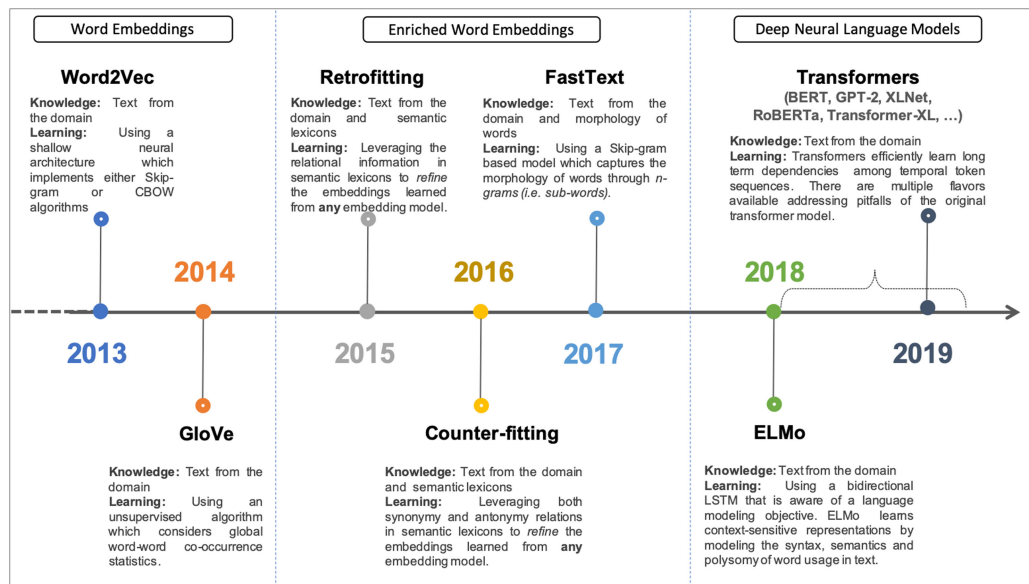 Word Embeddings
Enriched Word Embeddings
Deep Neural Language Models
Word2Vec
Knowledge: Text from
the domain
Learning: Using a
shallow neural
architecture which
implements either Skip-
gram or CBOW
algorithms
Retrofitting
Knowledge: Text from the
domain and semantic
lexicons
Learning: Leveraging the
relational information in
semantic lexicons to refine
the embeddings learned
from any embedding model.
FastText
Knowledge: Text from the
domain and morphology of
words
Learning: Using a Skip-gram
based model which captures the
morphology of words through n-
grams (i.e. sub-words).
Transformers
(BERT, GPT-2, XLNet,
RoBERTa, Transformer-XL, ...)
Knowledge: Text from the domain
Learning: Transformers efficiently learn long
term dependencies among temporal token
sequences. There are multiple flavors
available addressing pitfalls of the original
transformer model.
2014
2016
2018
2013
2015
2017
2019
GloVe
Knowledge: Text from the
domain
Learning: Using an
unsupervised algorithm
which considers global
word-word co-occurrence
statistics.
Counter-fitting
Knowledge: Text from the domain
and semantic lexicons
Learning: Leveraging both
synonymy and antonymy relations
in semantic lexicons to refine the
embeddings learned from any
embedding model.
ELMo
Knowledge: Text from the domain
Learning: Using a bidirectional
LSTM that is aware of a language
modeling objective. ELMo learns
context-sensitive representations by
modeling the syntax, semantics and
polysomy of word usage in text.